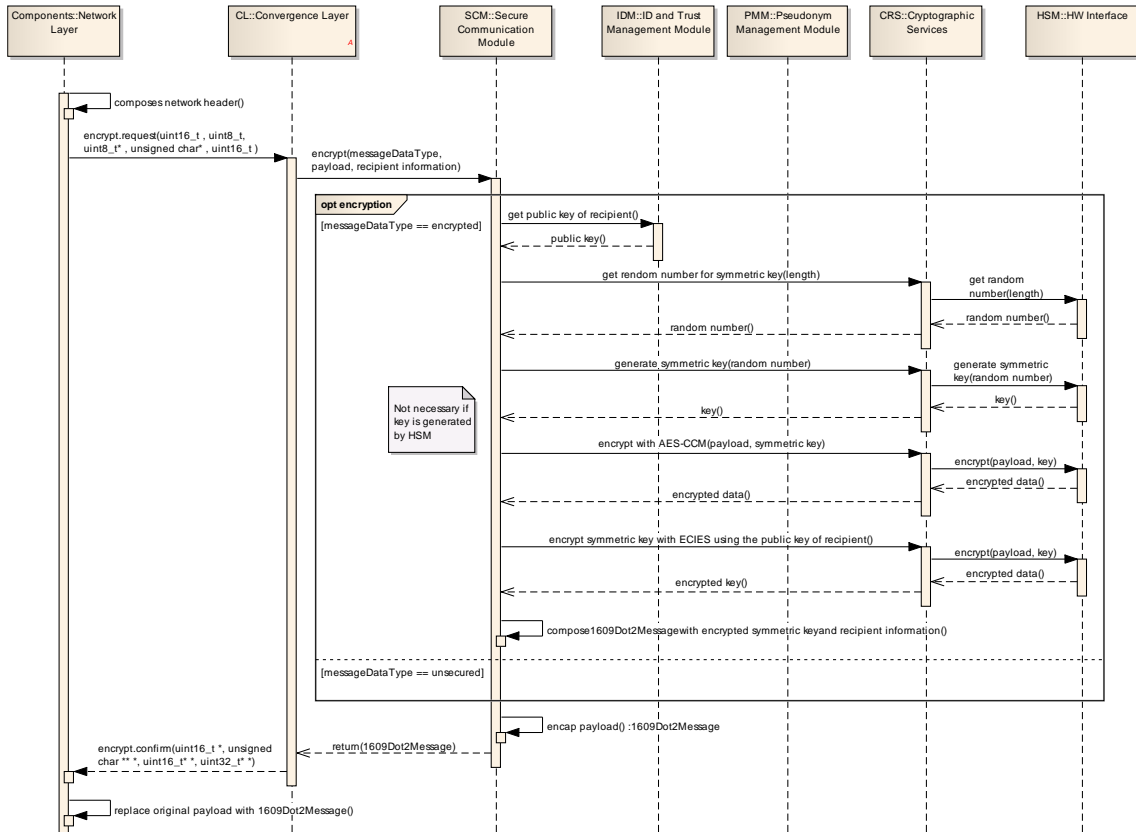 Components::Network
Layer
CL::Convergence Layer
A
SCM::Secure
Communication
Module
IDM::ID and Trust
Management Module
PMM::Pseudonym
Management Module
CRS::Cryptographic
Services
HSM::HW Interface
composes network header()
encrypt.request(uint16_t , uint8_t,
uint8_t* , unsigned char* , uint16_t )
encrypt(messageDataType,
payload, recipient information)
opt encryption
[messageDataType == encrypted]
get public key of recipient()
public key()
get rendom number for symmetric key(length)
get random
number(length)
random number()
random number()
generate symmetric key(random number)
generate symmetric
key(random number)
key()
key()
Not necessary if
key is generated
by HSM
encrypt with AES-CCM(payload, symmetric key)
encrypt(payload, key)
encrypted data()
encrypted data()
encrypt symmetric key with ECIES using the public key of recipient()
encrypt(payload, key)
encrypted data()
encrypted key()
compose1609Dot2Messagewith encrypted symmetric keyand recipient information()
[messageDataType == unsecured]
encap payload() :1609Dot2Message
return(1609Dot2Message)
encrypt.confirm(uint16_t *, unsigned
char ** *, uint16_t* *, uint32_t* *)
replace original payload with 1609Dot2Message()